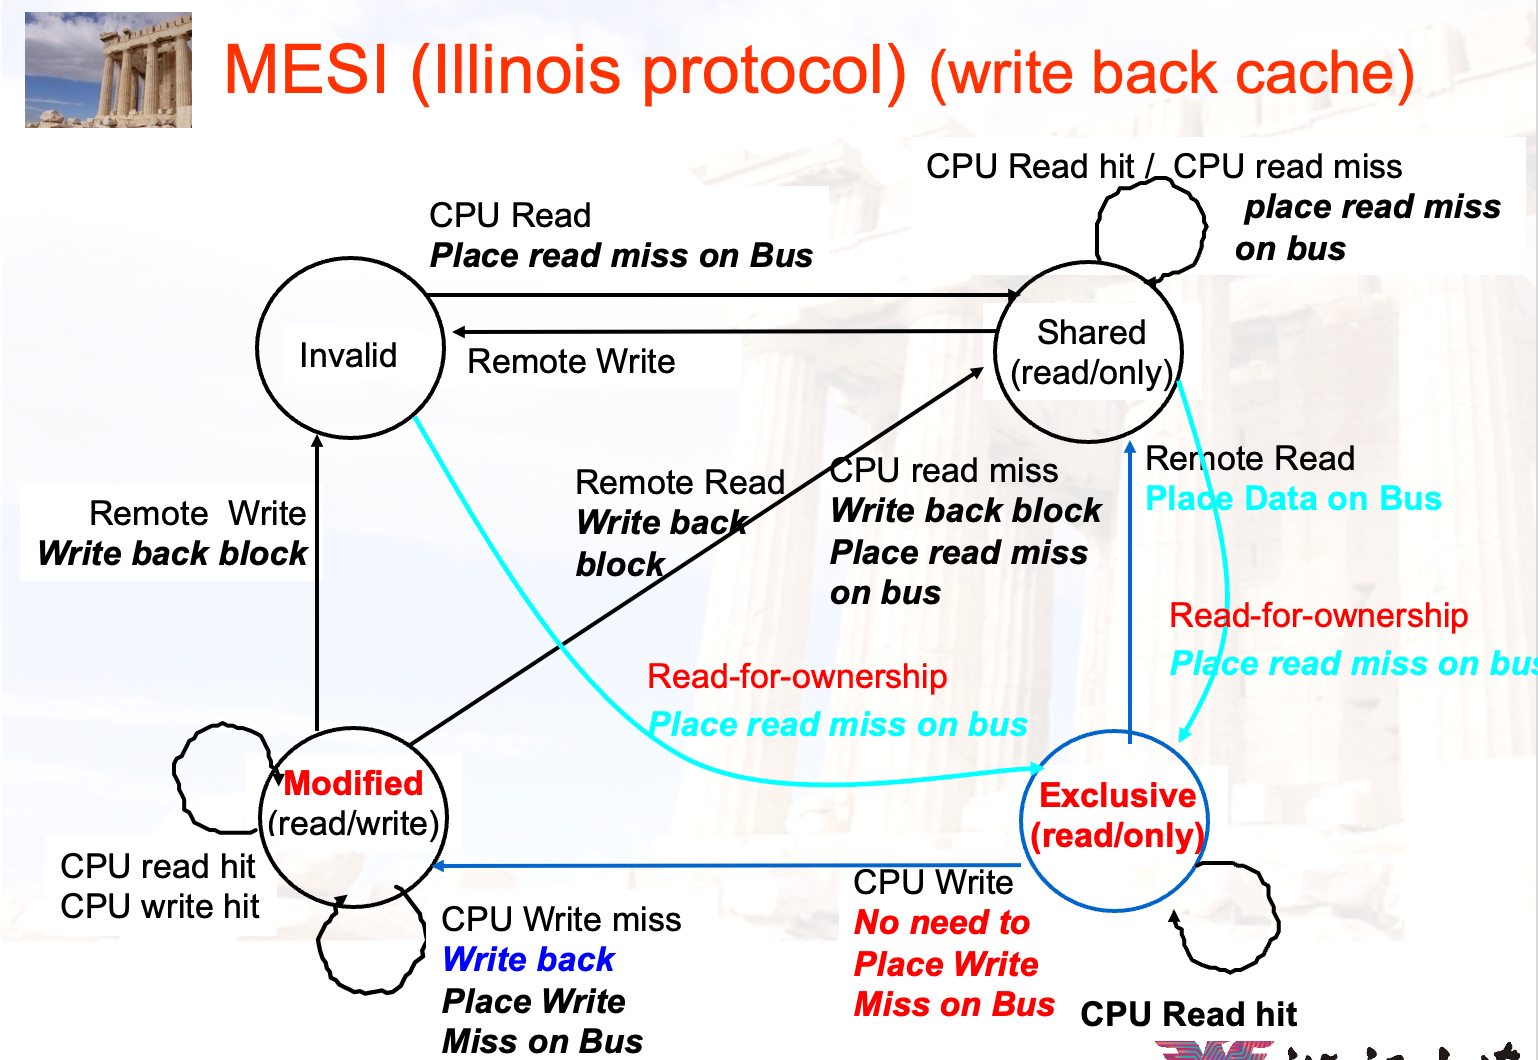 MESI (Illinois protocol) (write back cache)
CPU Read hit / CPU read miss
place read miss
on bus
CPU Read
Place read miss on Bus
Invalid
Remote Write
Shared
(read/only)
Remote Write
Write back block
Remote Read
Write back
block
CPU read miss
Write back block
Place read miss
on bus
Remote Read
Place Data on Bus
Read-for-ownership
Place read miss on bus
Read-for-ownership
Place read miss on bus
Modified
(read/write)
Exclusive
(read/only)
CPU read hit
CPU write hit
CPU Write miss
Write back
Place Write
Miss on Bus
CPU Write
No need to
Place Write
Miss on Bus
CPU Read hit